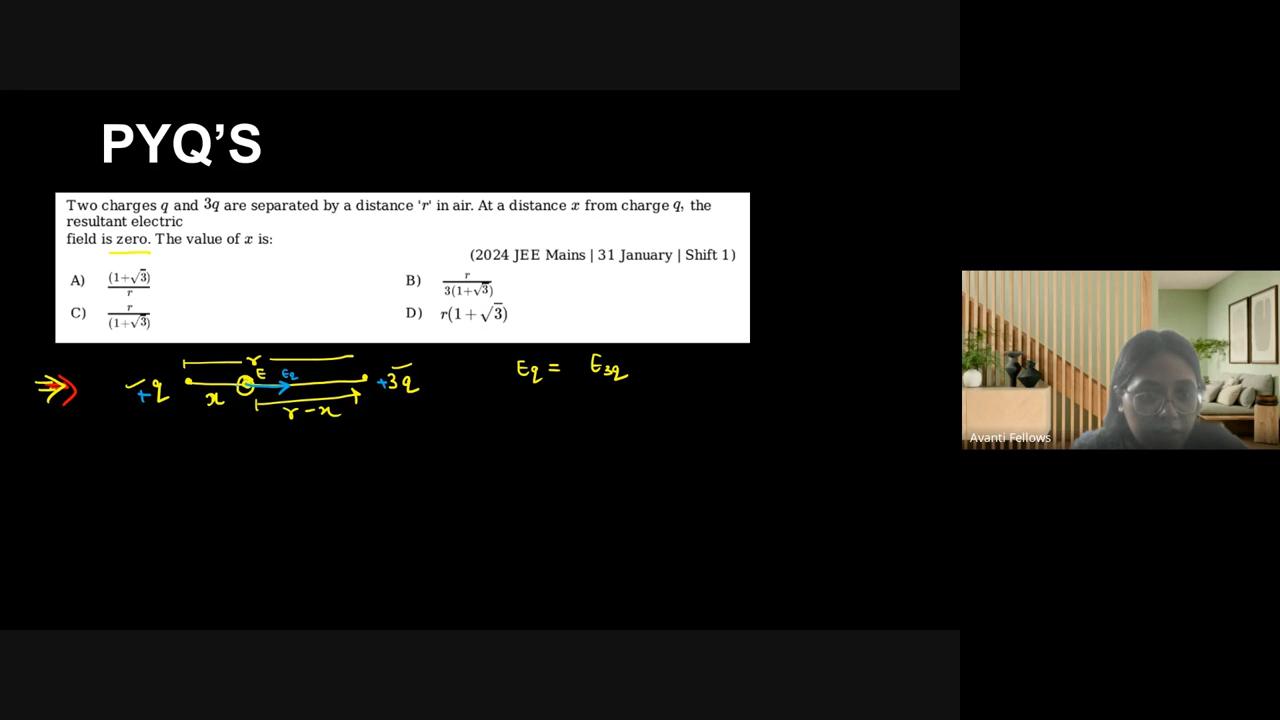 PYQ'S
Two charges q and 3q are separated by a distance 'r' in air. At a distance x from charge q, the
resultant electric
field is zero. The value of x is:
(2024 JEE Mains | 31 January | Shift 1)
A) (1+√3)/r
B) r/3(1+√3)
C) r/(1+√3)
D) r(1+√3)
r
+q
E
Eq
+3q
x
r-x
Eq = E3q
Avanti Fellows